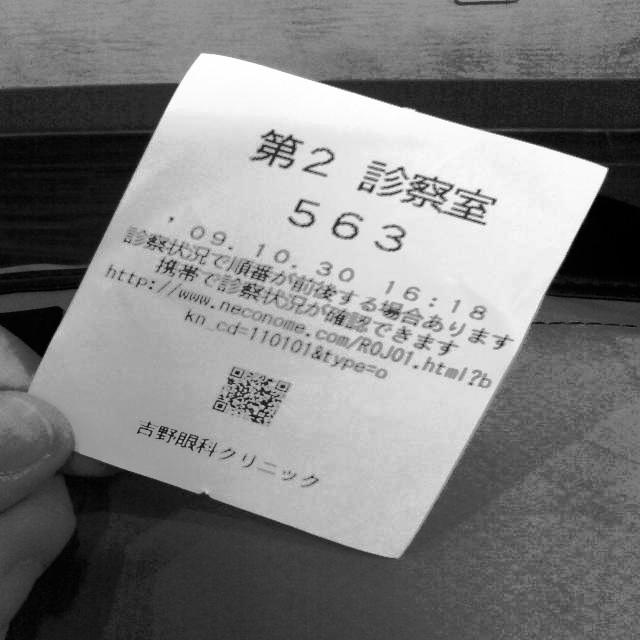 第2 診察室
563
'09.10.30 16:18
診察状況で順番が前後する場合あります
携帯で診察状況が確認できます
http://www.neconome.com/R0J01.html?b
kn_cd=110101&type=o
吉野眼科クリニック